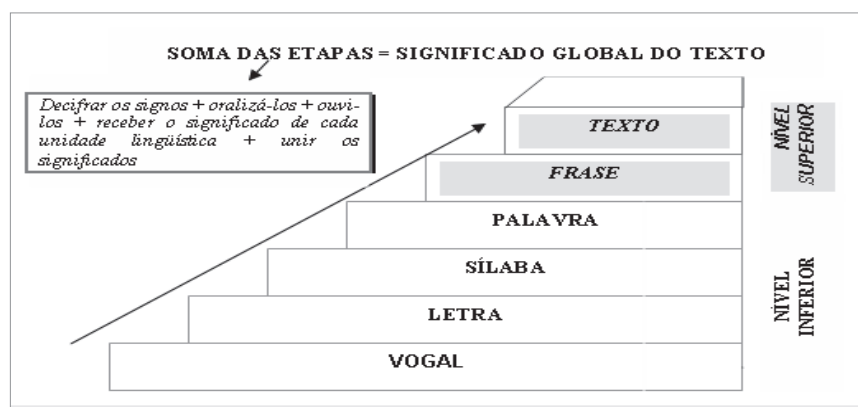 SOMA DAS ETAPAS = SIGNIFICADO GLOBAL DO TEXTO
Decifrar os signos + oralizá-los + ouvi-
los + receber o significado de cada
unidade lingüística + unir os
significados
TEXTO
FRASE
PALAVRA
SÍLABA
LETRA
VOGAL
NÍVEL
SUPERIOR
NÍVEL
INFERIOR